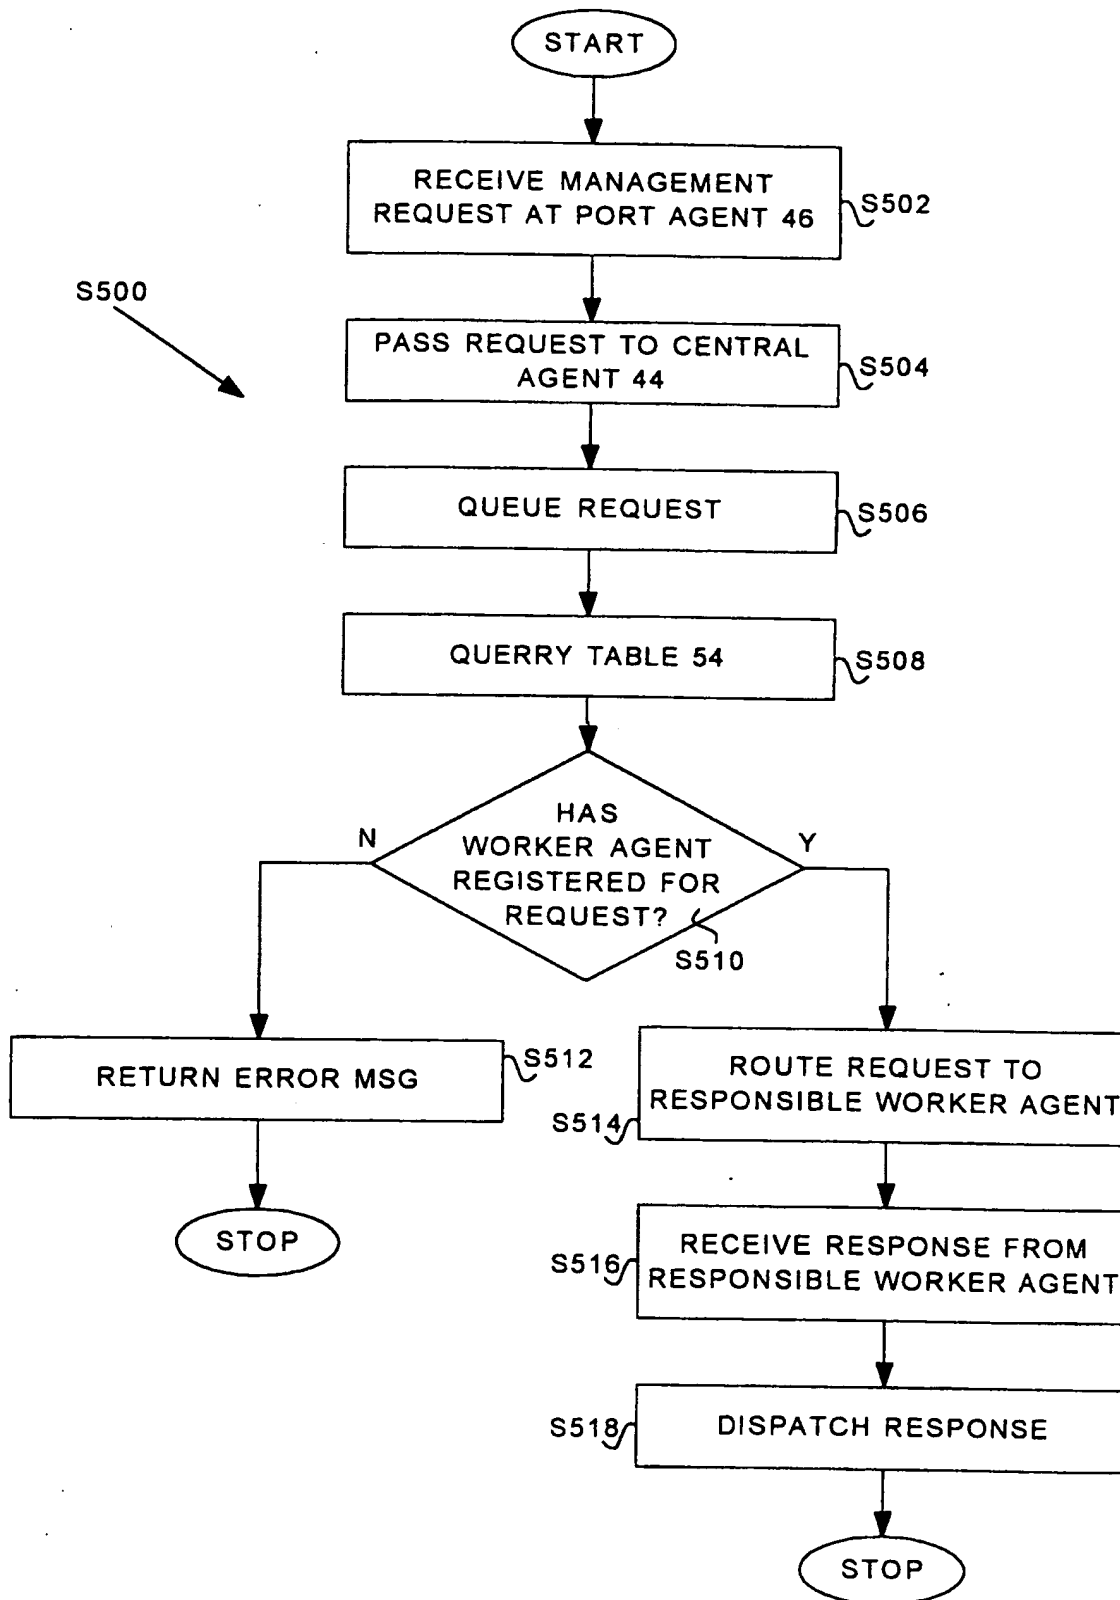 START
RECEIVE MANAGEMENT
REQUEST AT PORT AGENT 46
S502
S500
PASS REQUEST TO CENTRAL
AGENT 44
S504
QUEUE REQUEST
S506
QUERRY TABLE 54
S508
HAS
WORKER AGENT
REGISTERED FOR
REQUEST?
N
Y
S510
RETURN ERROR MSG
S512
STOP
ROUTE REQUEST TO
RESPONSIBLE WORKER AGENT
S514
RECEIVE RESPONSE FROM
RESPONSIBLE WORKER AGENT
S516
DISPATCH RESPONSE
S518
STOP